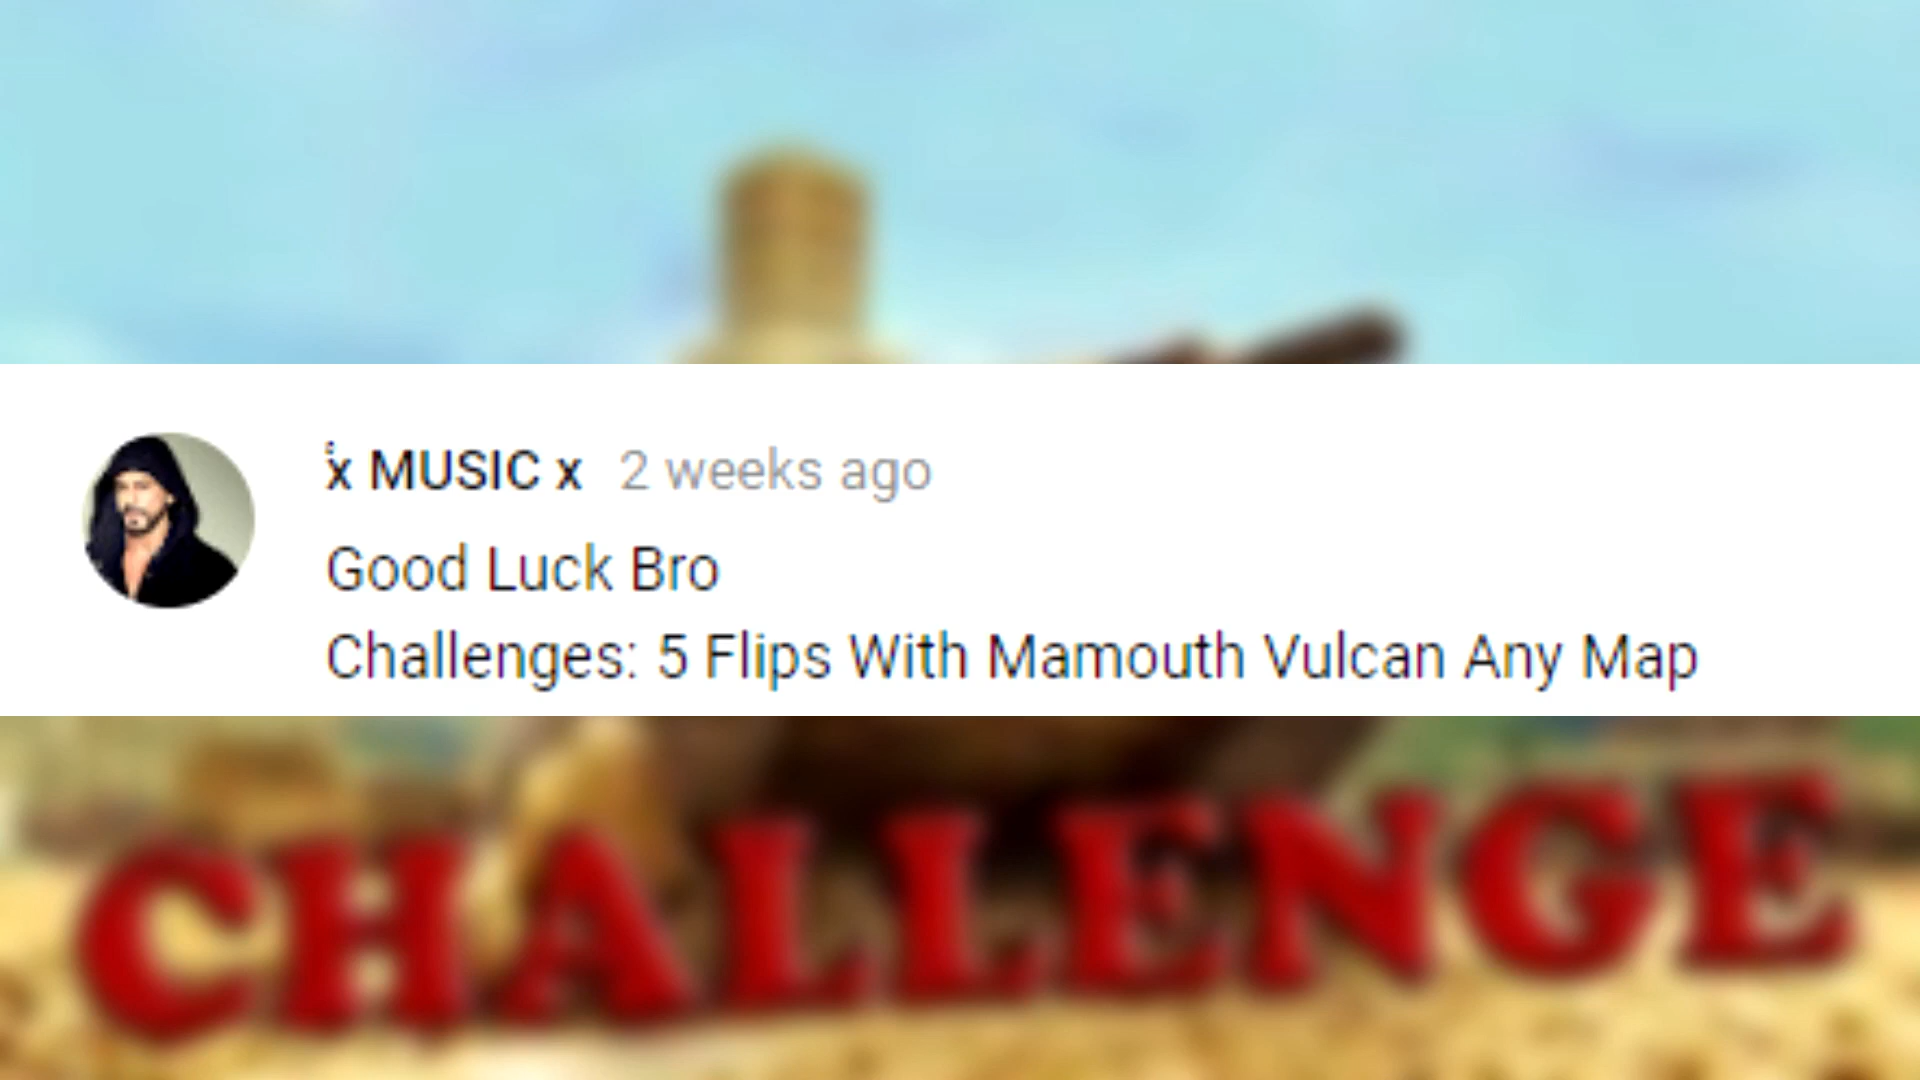 x MUSIC x 2 weeks ago
Good Luck Bro
Challenges: 5 Flips With Mamouth Vulcan Any Map
CHALLENGE